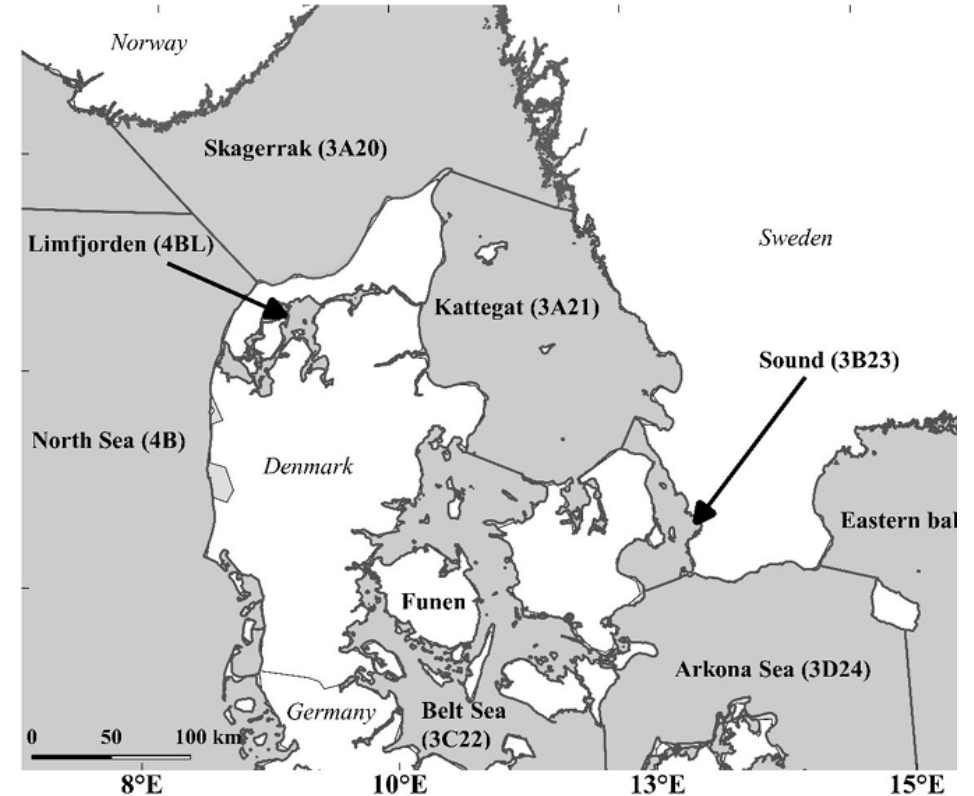 Norway
Skagerrak (3A20)
Limfjorden (4BL)
Sweden
Kattegat (3A21)
Sound (3B23)
North Sea (4B)
Denmark
Eastern bal
Funen
Arkona Sea (3D24)
Germany
Belt Sea
(3C22)
0 50 100 km
8°E 10°E 13°E 15°E